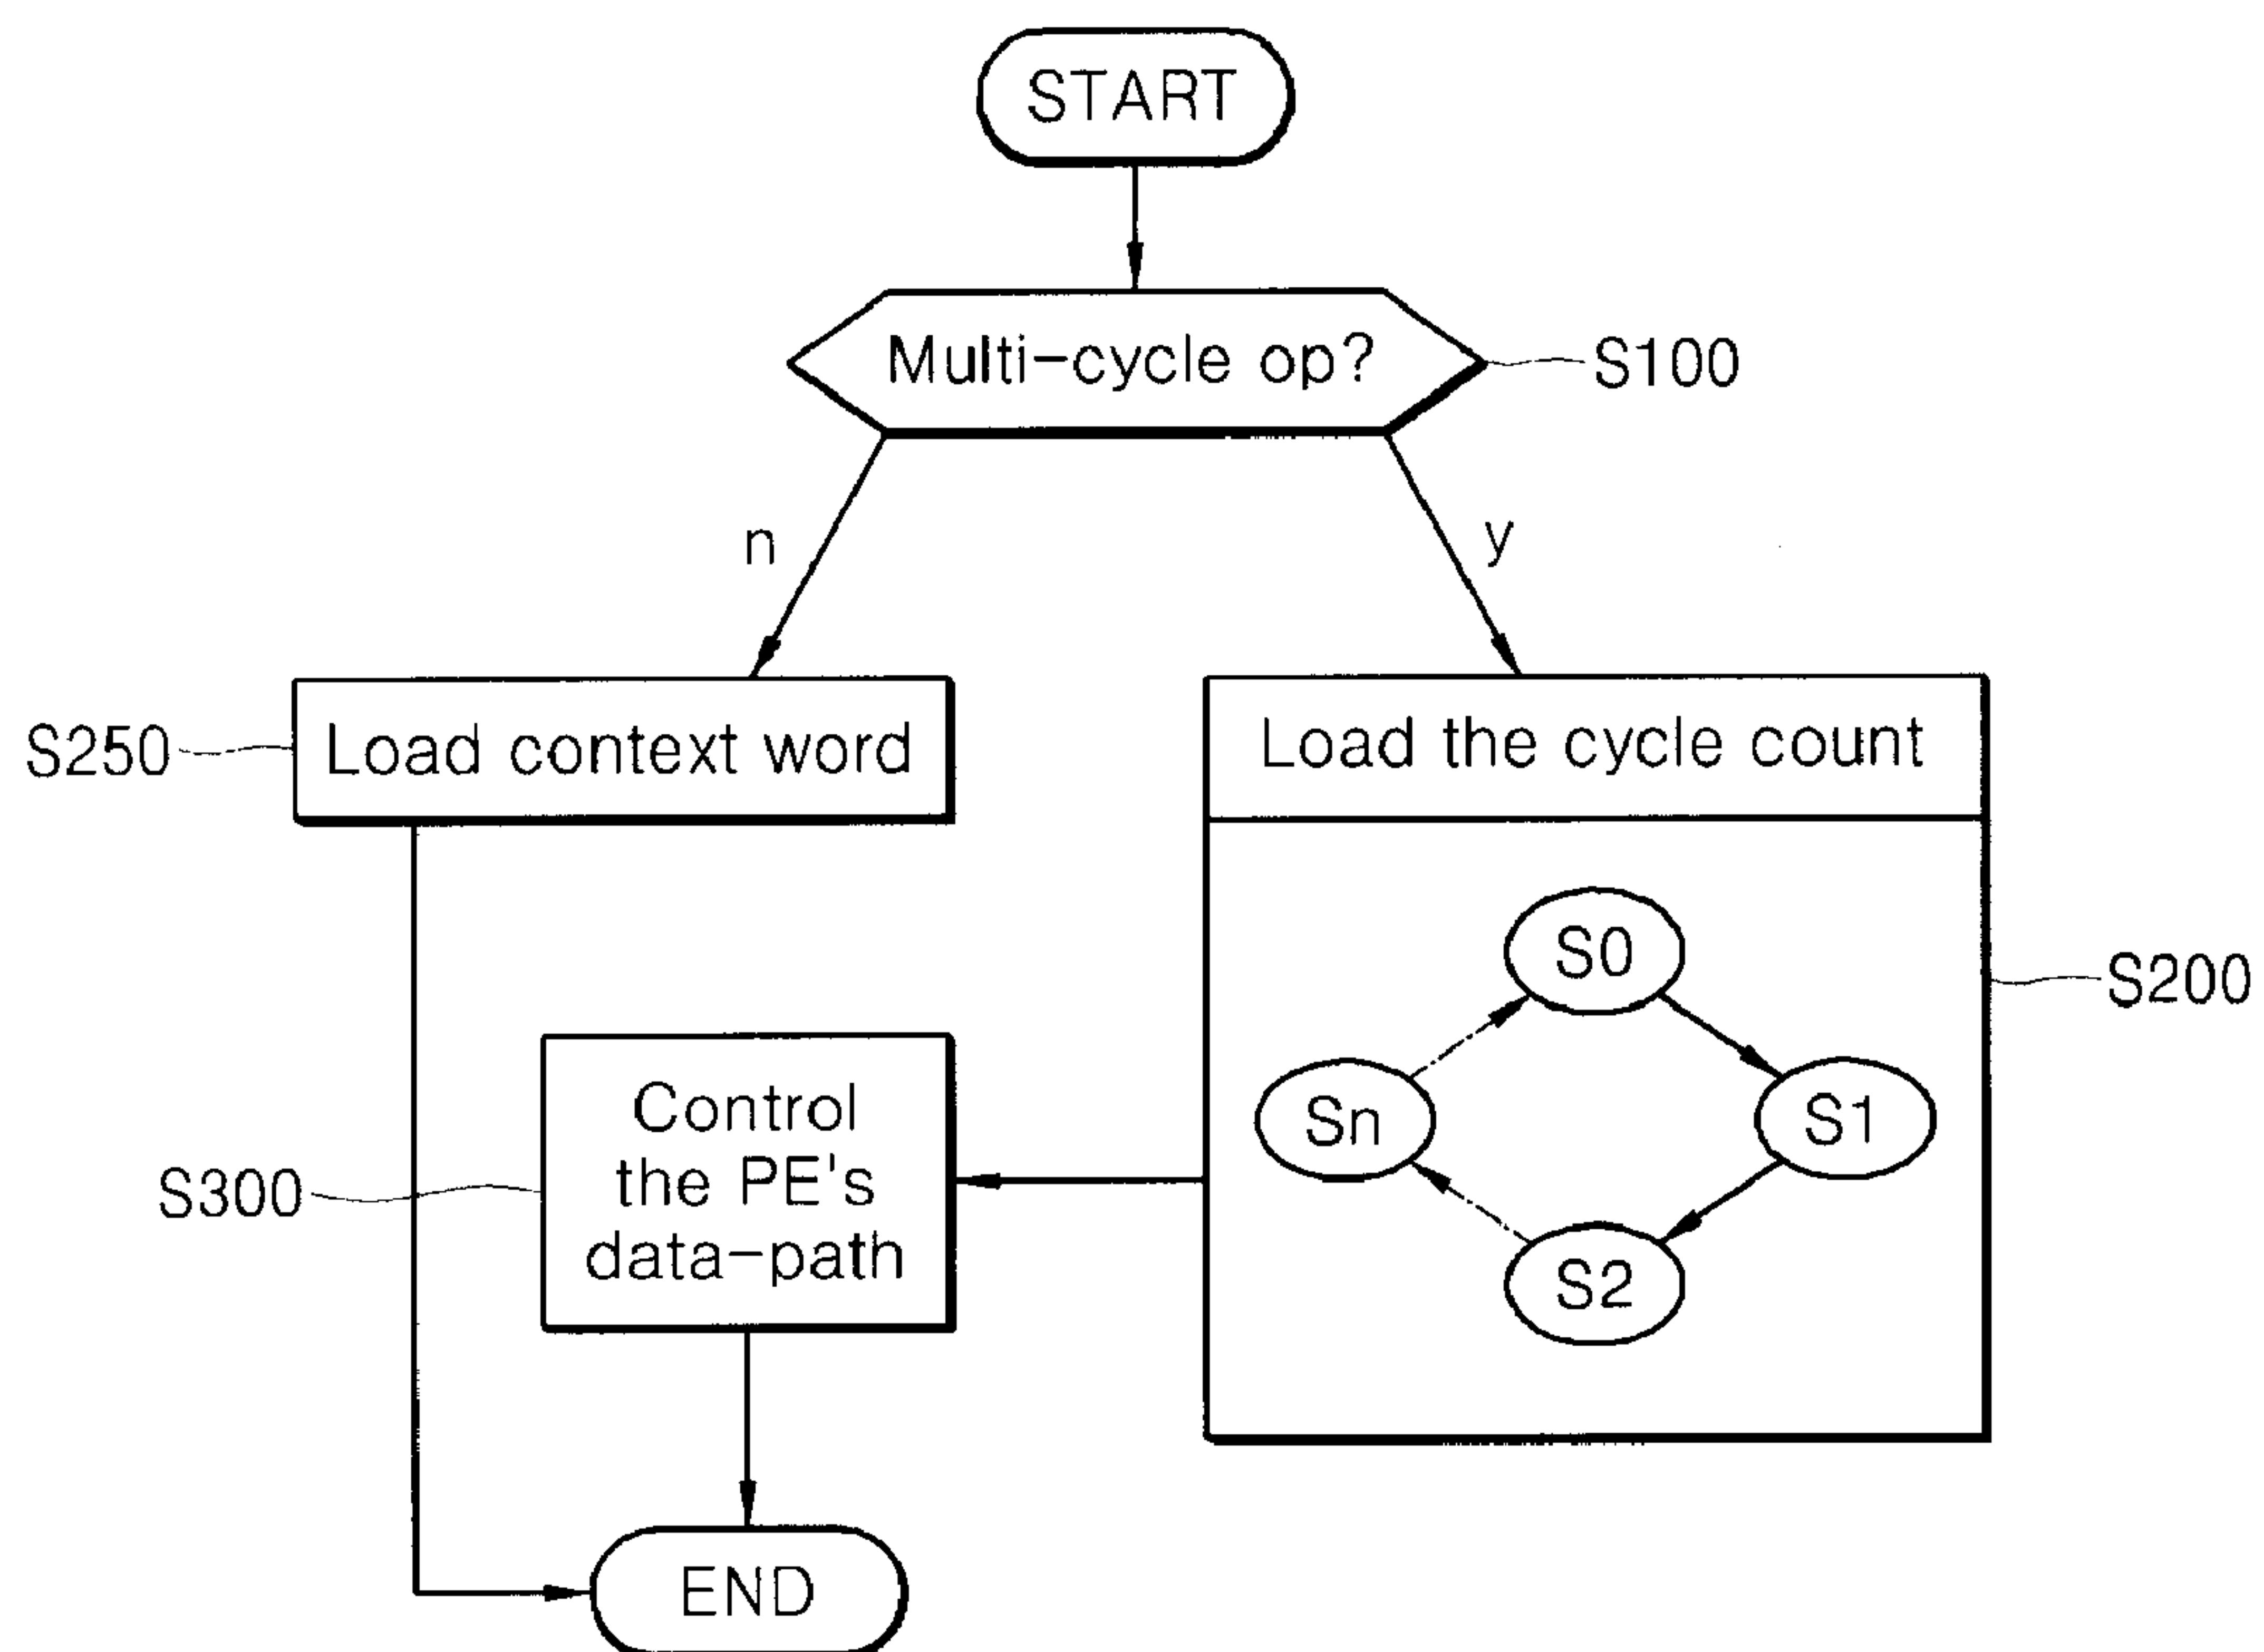 START
Multi-cycle op?
S100
n
y
S250
Load context word
Load the cycle count
S0
S200
Sn
S1
S2
Control
the PE's
data-path
S300
END